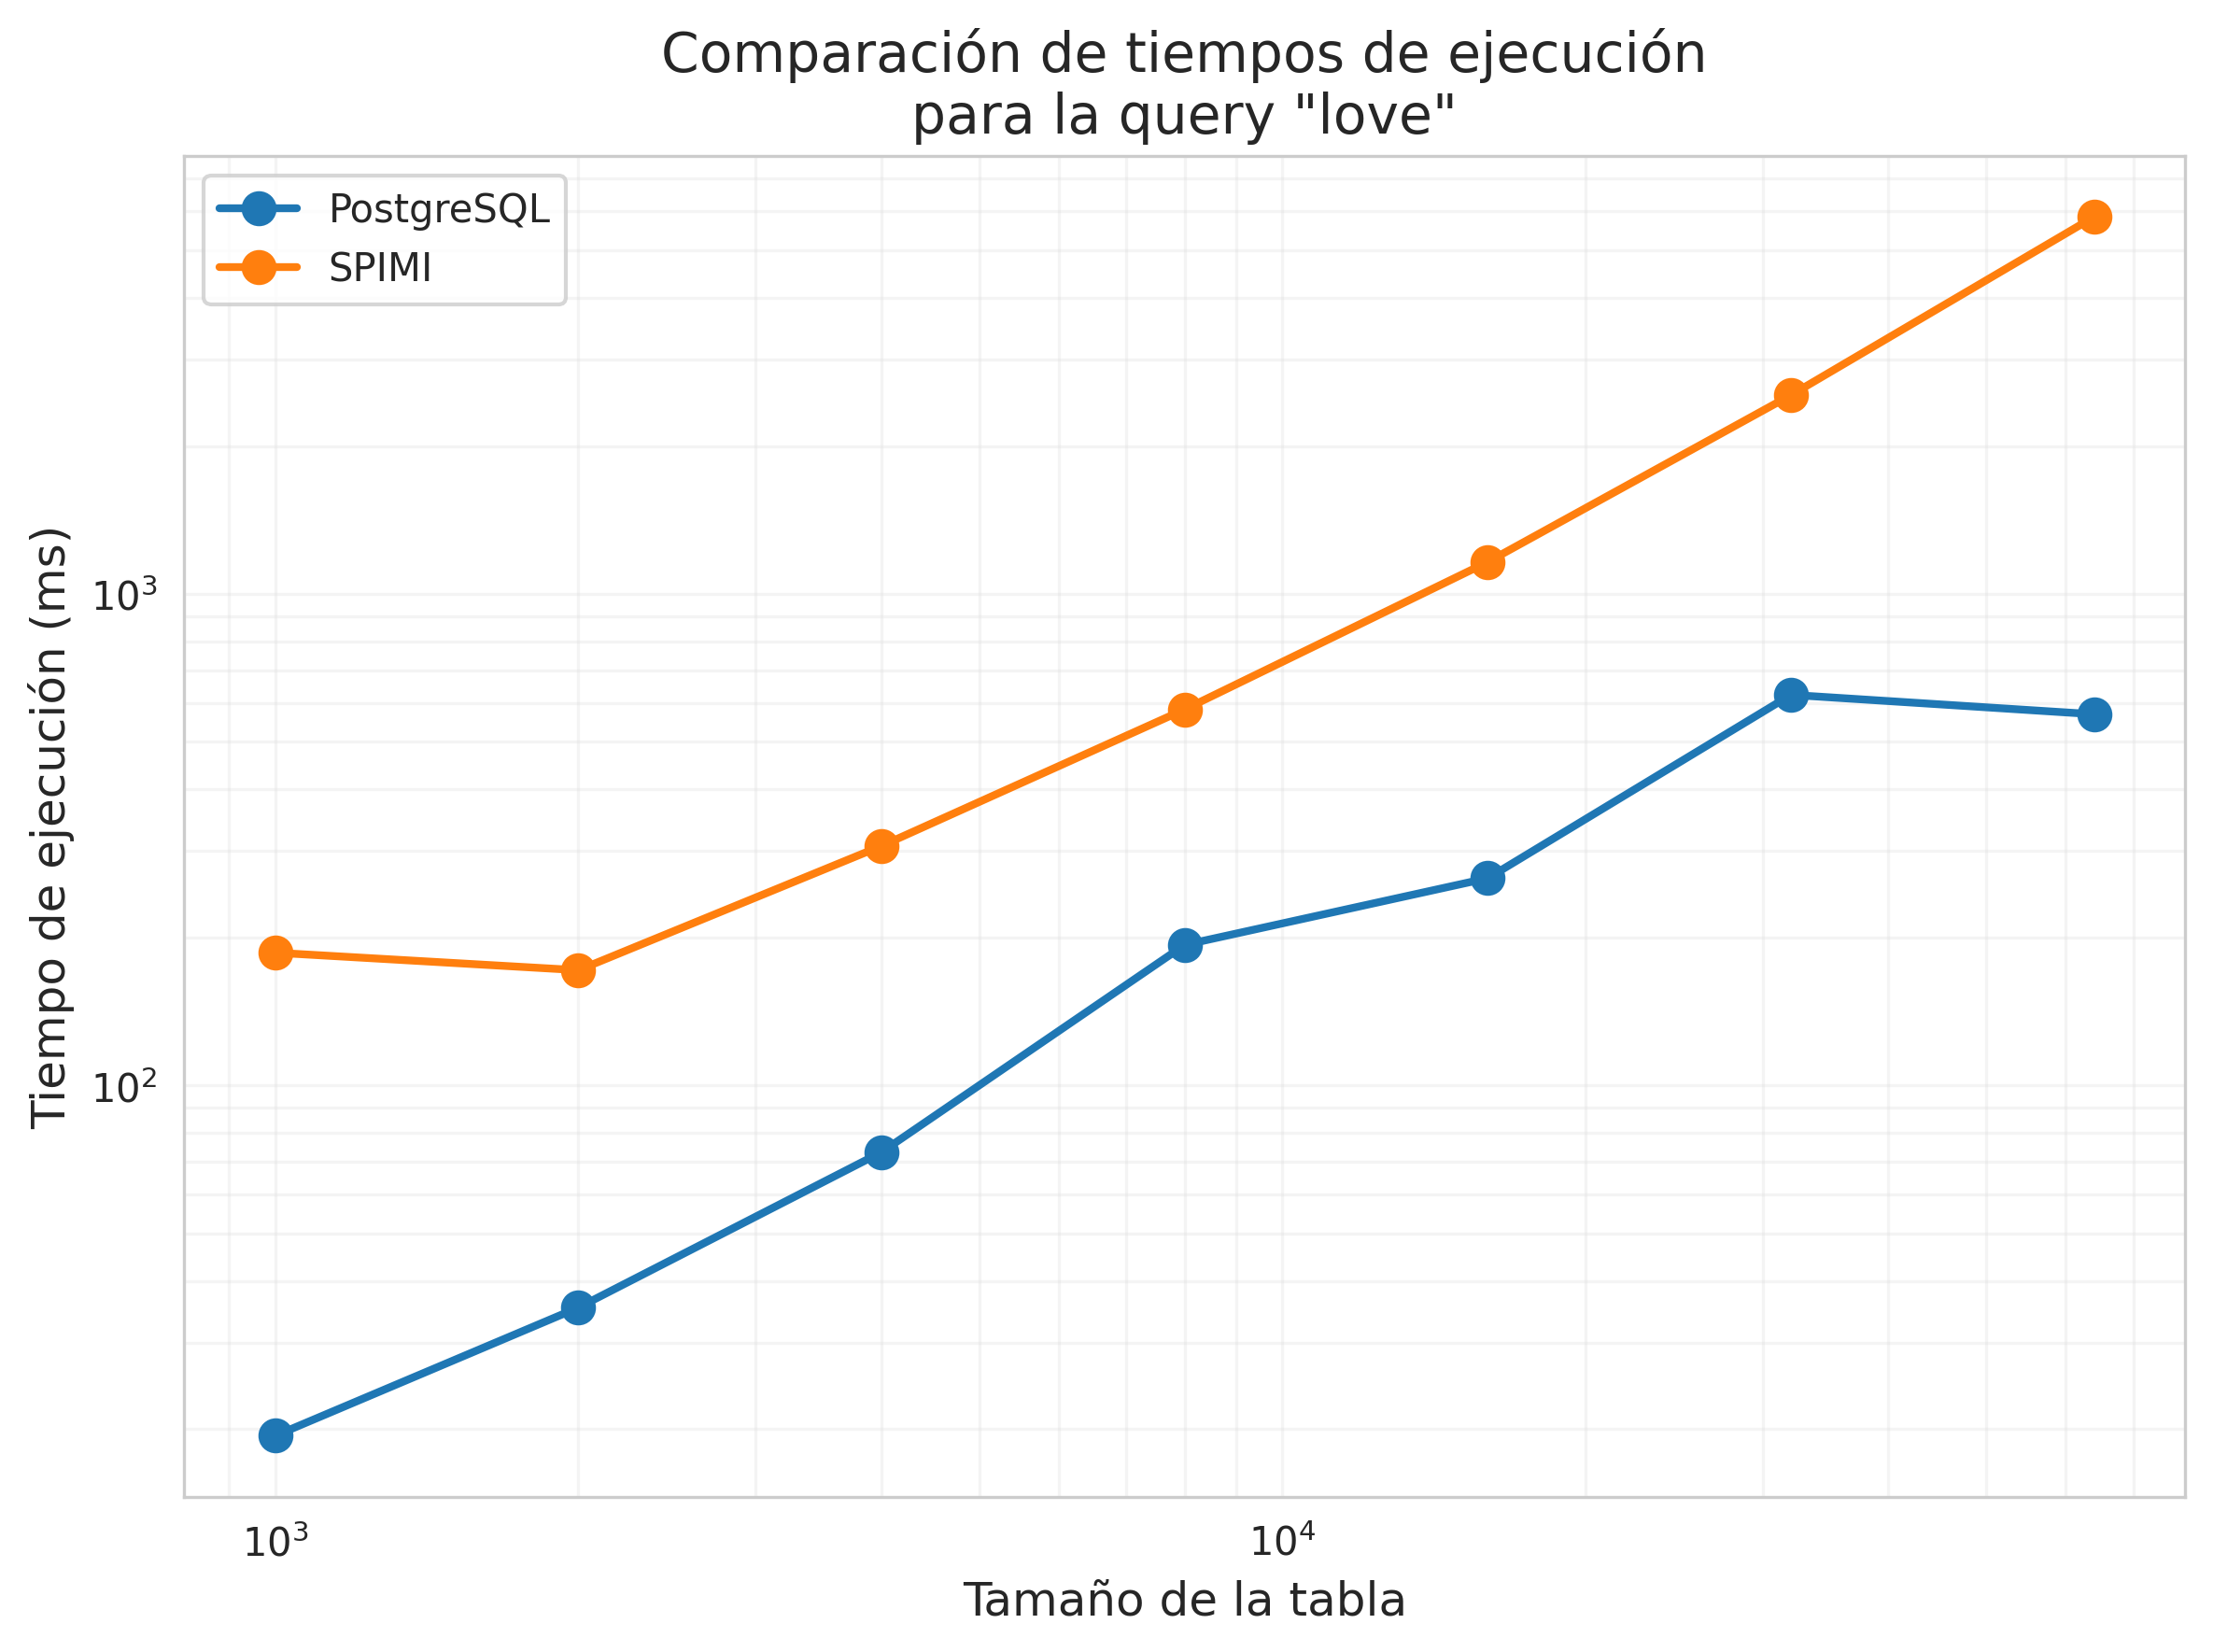 Comparación de tiempos de ejecución
para la query "love"
PostgreSQL
SPIMI
Tiempo de ejecución (ms)
10³
10²
10³
10⁴
Tamaño de la tabla